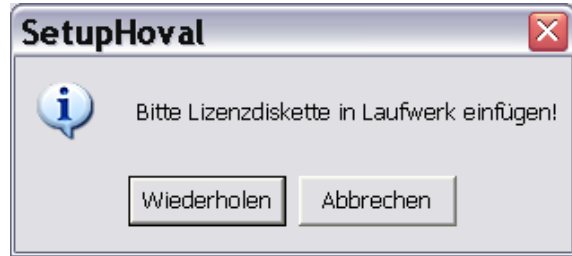 SetupHoval
Bitte Lizenzdiskette in Laufwerk einfügen!
Wiederholen
Abbrechen